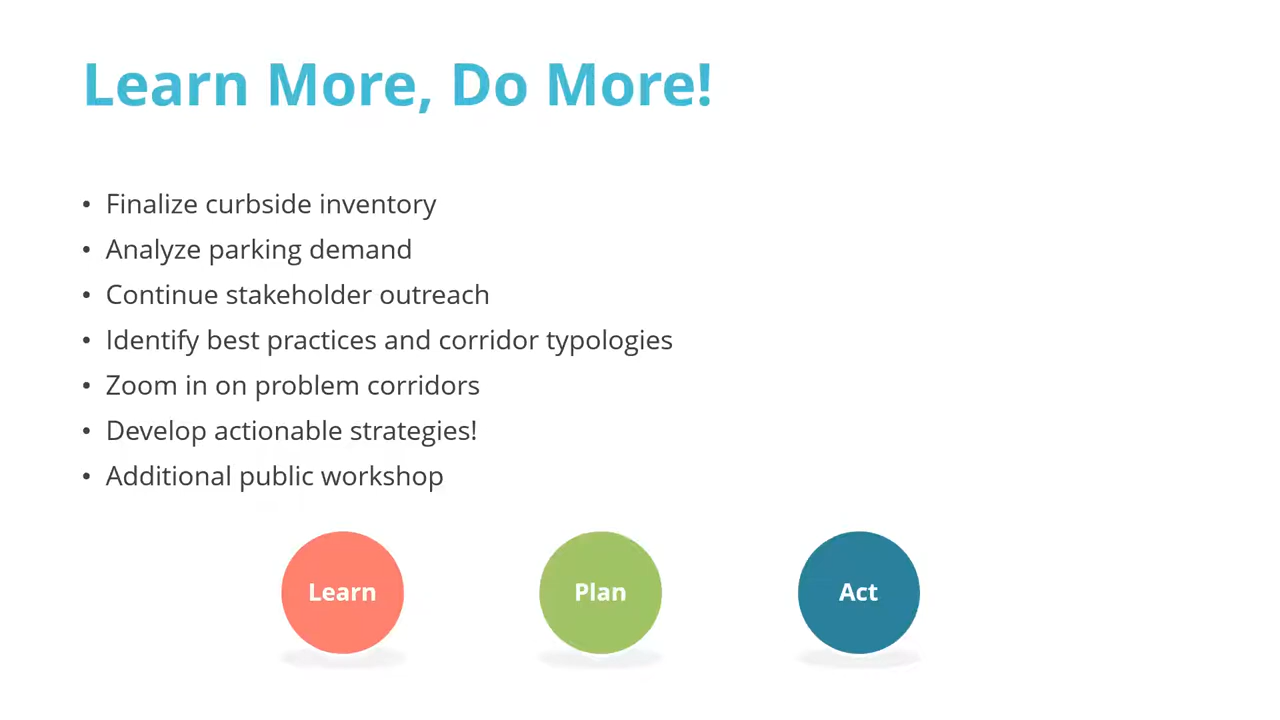 Learn More, Do More!
• Finalize curbside inventory
• Analyze parking demand
• Continue stakeholder outreach
• Identify best practices and corridor typologies
• Zoom in on problem corridors
• Develop actionable strategies!
• Additional public workshop
Learn Plan Act